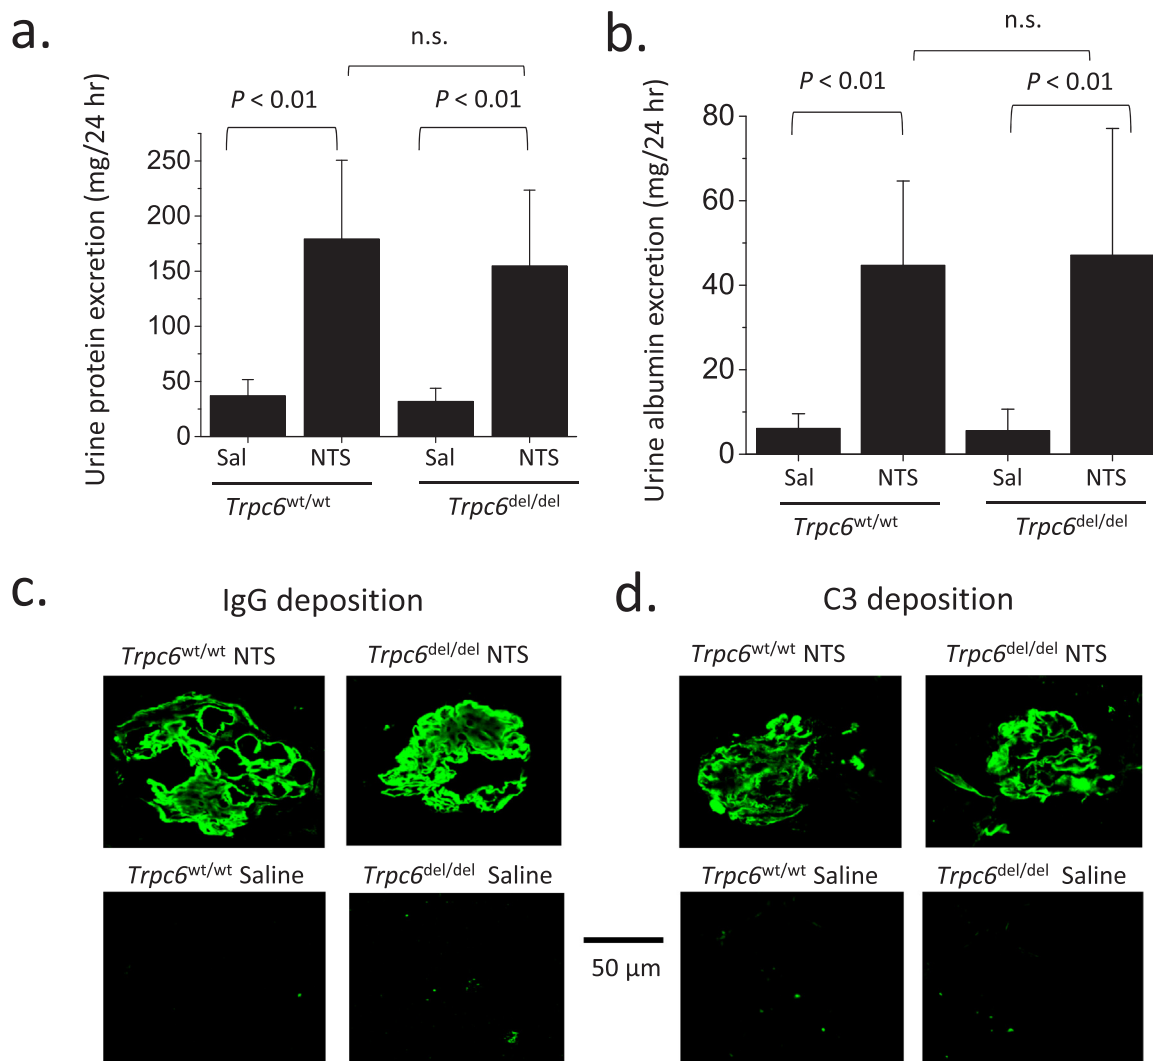 a.
n.s.
P < 0.01
P < 0.01
Urine protein excretion (mg/24 hr)
250
200
150
100
50
0
Sal NTS Sal NTS
Trpc6wt/wt Trpc6del/del
b.
n.s.
P < 0.01
P < 0.01
Urine albumin excretion (mg/24 hr)
80
60
40
20
0
Sal NTS Sal NTS
Trpc6wt/wt Trpc6del/del
c.
IgG deposition
Trpc6wt/wt NTS Trpc6del/del NTS
Trpc6wt/wt Saline Trpc6del/del Saline
50 μm
d.
C3 deposition
Trpc6wt/wt NTS Trpc6del/del NTS
Trpc6wt/wt Saline Trpc6del/del Saline